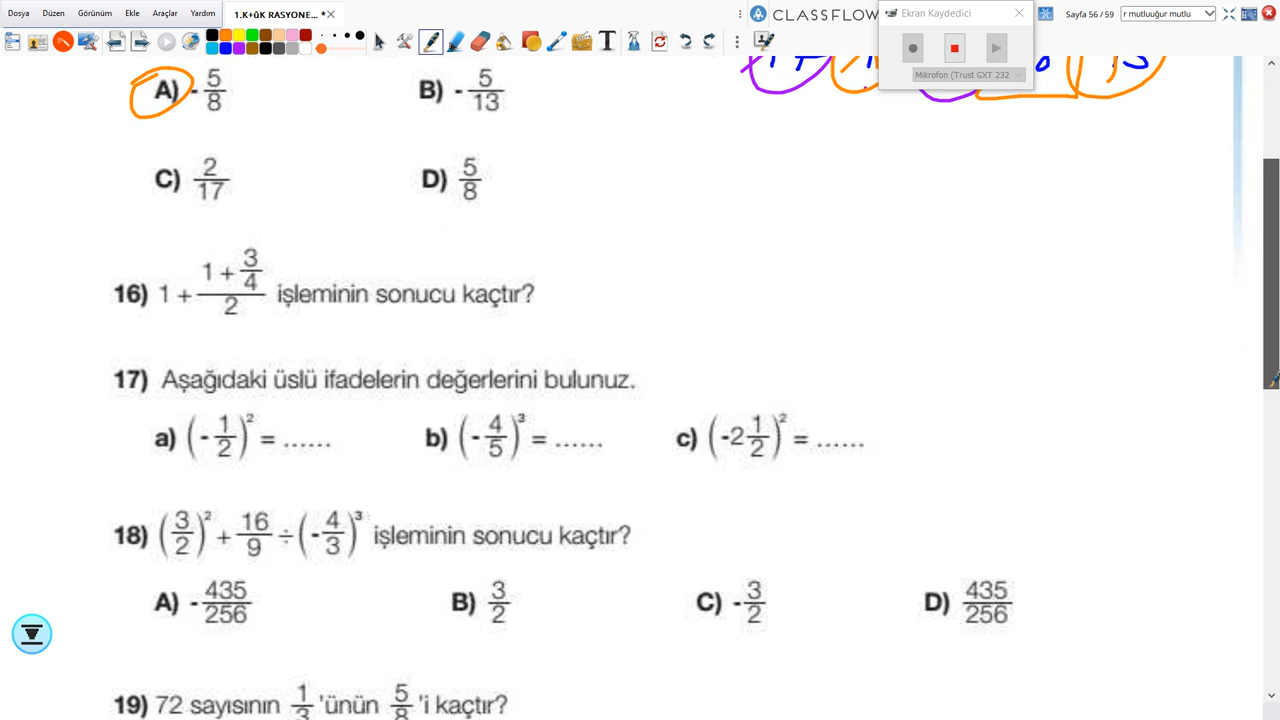 Dosya Düzen Görünüm Ekle Araçlar Yardım
1.K+ûK RASYONE... *
CLASSFLOW
Ekran Kaydedici
Sayfa 56 / 59
r mutluuğur mutlu
Mikrofon (Trust GXT 232
A) - 5/8 B) - 5/13
C) 2/17 D) 5/8
16) 1 + (1 + 3/4)/2 işleminin sonucu kaçtır?
17) Aşağıdaki üslü ifadelerin değerlerini bulunuz.
a) (- 1/2)² = ...... b) (- 4/5)³ = ...... c) (-2 1/2)² = ......
18) (3/2)² + 16/9 ÷ (- 4/3)³ işleminin sonucu kaçtır?
A) - 435/256 B) 3/2 C) - 3/2 D) 435/256
19) 72 sayısının 1/3 'ünün 5/8 'i kaçtır?